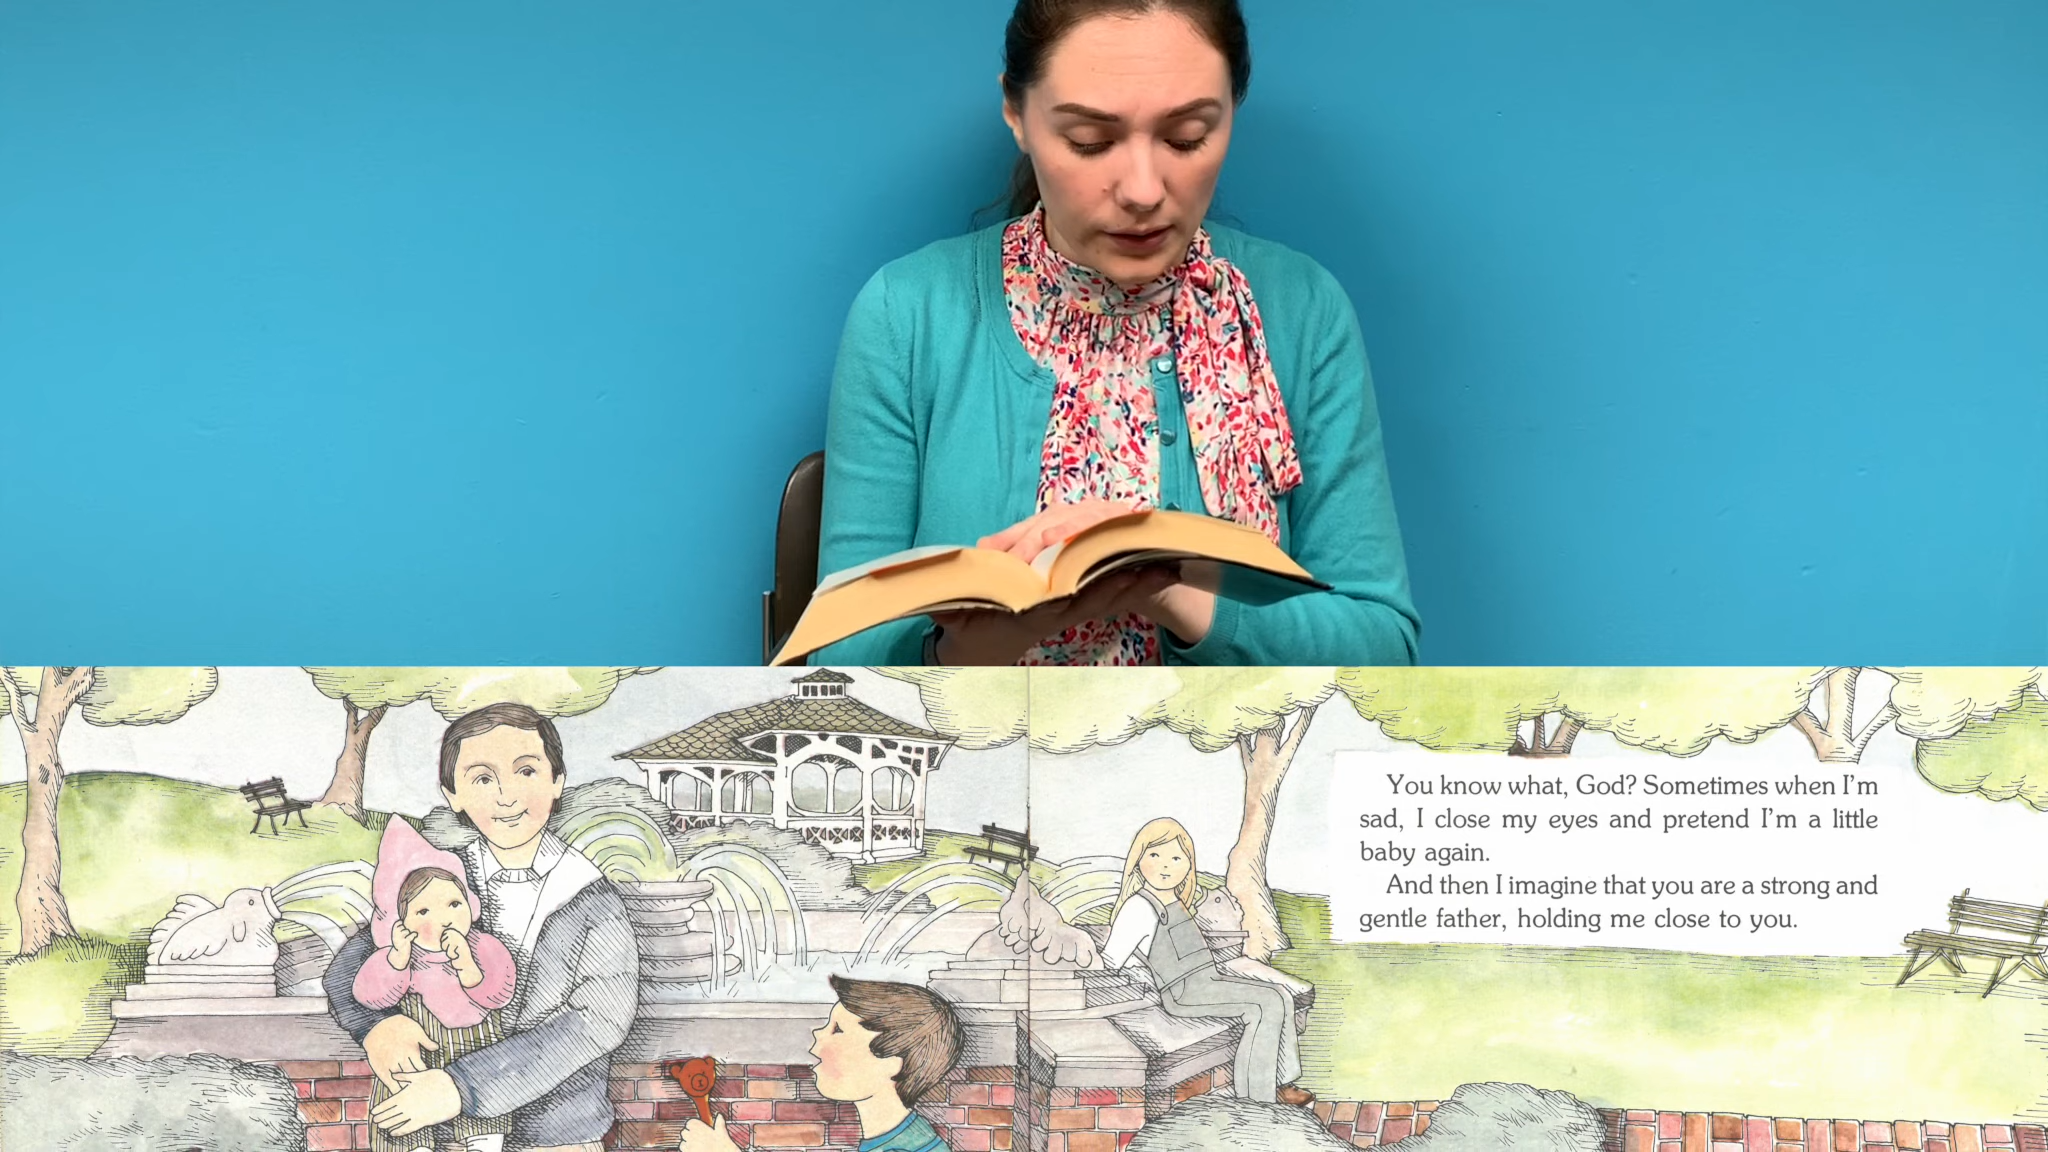 You know what, God? Sometimes when I'm
sad, I close my eyes and pretend I'm a little
baby again.
And then I imagine that you are a strong and
gentle father, holding me close to you.